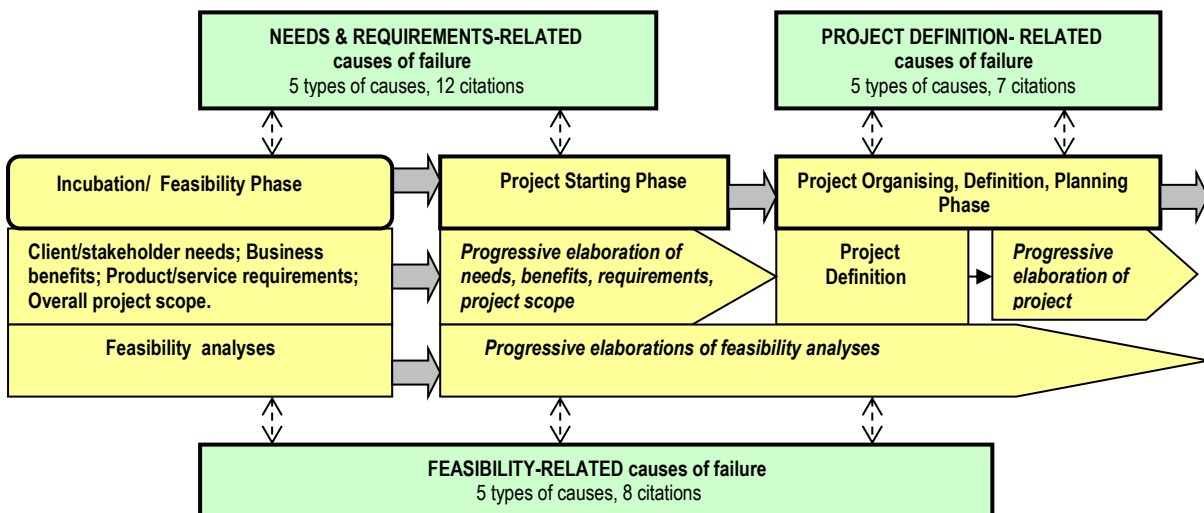 NEEDS & REQUIREMENTS-RELATED
causes of failure
5 types of causes, 12 citations
PROJECT DEFINITION- RELATED
causes of failure
5 types of causes, 7 citations
Incubation/ Feasibility Phase
Project Starting Phase
Project Organising, Definition, Planning
Phase
Client/stakeholder needs; Business
benefits; Product/service requirements;
Overall project scope.
Progressive elaboration of
needs, benefits, requirements,
project scope
Project
Definition
Progressive
elaboration of
project
Feasibility analyses
Progressive elaborations of feasibility analyses
FEASIBILITY-RELATED causes of failure
5 types of causes, 8 citations